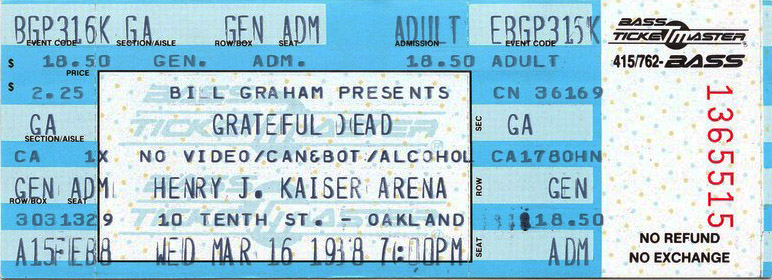 BGP316K GA GEN ADM ADULT EBGP315K
EVENT CODE SECTION/AISLE ROW/BOX SEAT ADMISSION EVENT CODE
$ 18.50 GEN. ADM. 18.50 ADULT
PRICE
$ 2.25 BILL GRAHAM PRESENTS CN 36169
GA GRATEFUL DEAD SEC GA
SECTION/AISLE
CA 1X NO VIDEO/CAN&BOT/ALCOHOL CA1780HN
GEN ADM HENRY J. KAISER ARENA ROW GEN
ROW/BOX SEAT
3031329 10 TENTH ST. - OAKLAND 18.50
A15FEB8 WED MAR 16 1988 7:00PM SEAT ADM
BASS
TICKETMASTER
415/762-BASS
1365515
NO REFUND
NO EXCHANGE